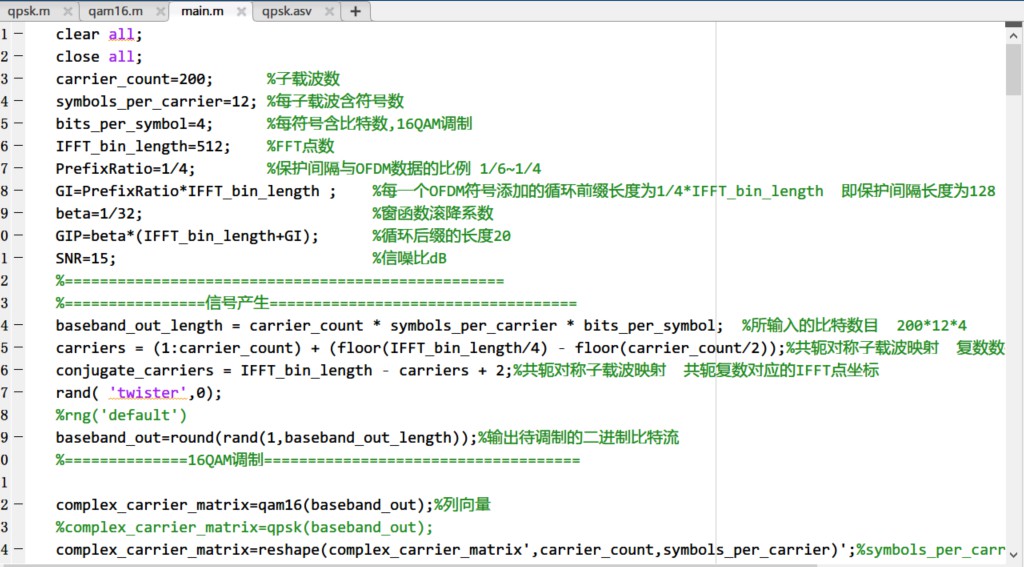 qpsk.m × qam16.m × main.m × qpsk.asv × +
1 – clear all;
2 – close all;
3 – carrier_count=200; %子载波数
4 – symbols_per_carrier=12; %每子载波含符号数
5 – bits_per_symbol=4; %每符号含比特数,16QAM调制
6 – IFFT_bin_length=512; %FFT点数
7 – PrefixRatio=1/4; %保护间隔与OFDM数据的比例 1/6~1/4
8 – GI=PrefixRatio*IFFT_bin_length ; %每一个OFDM符号添加的循环前缀长度为1/4*IFFT_bin_length 即保护间隔长度为128
9 – beta=1/32; %窗函数滚降系数
0 – GIP=beta*(IFFT_bin_length+GI); %循环后缀的长度20
1 – SNR=15; %信噪比dB
2 %==================================================
3 %================信号产生===================================
4 – baseband_out_length = carrier_count * symbols_per_carrier * bits_per_symbol; %所输入的比特数目 200*12*4
5 – carriers = (1:carrier_count) + (floor(IFFT_bin_length/4) - floor(carrier_count/2));%共轭对称子载波映射 复数数
6 – conjugate_carriers = IFFT_bin_length - carriers + 2;%共轭对称子载波映射 共轭复数对应的IFFT点坐标
7 – rand( 'twister',0);
8 %rng('default')
9 – baseband_out=round(rand(1,baseband_out_length));%输出待调制的二进制比特流
0 %==============16QAM调制====================================
1
2 – complex_carrier_matrix=qam16(baseband_out);%列向量
3 %complex_carrier_matrix=qpsk(baseband_out);
4 – complex_carrier_matrix=reshape(complex_carrier_matrix',carrier_count,symbols_per_carrier)';%symbols_per_carr